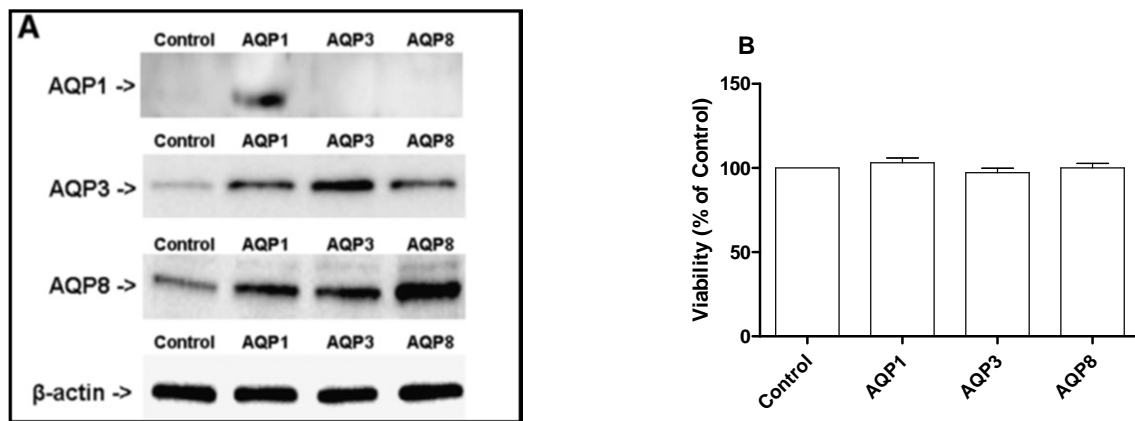 A
Control AQP1 AQP3 AQP8
AQP1 ->
Control AQP1 AQP3 AQP8
AQP3 ->
Control AQP1 AQP3 AQP8
AQP8 ->
Control AQP1 AQP3 AQP8
β-actin ->
B
Viability (% of Control)
150
100
50
0
Control
AQP1
AQP3
AQP8